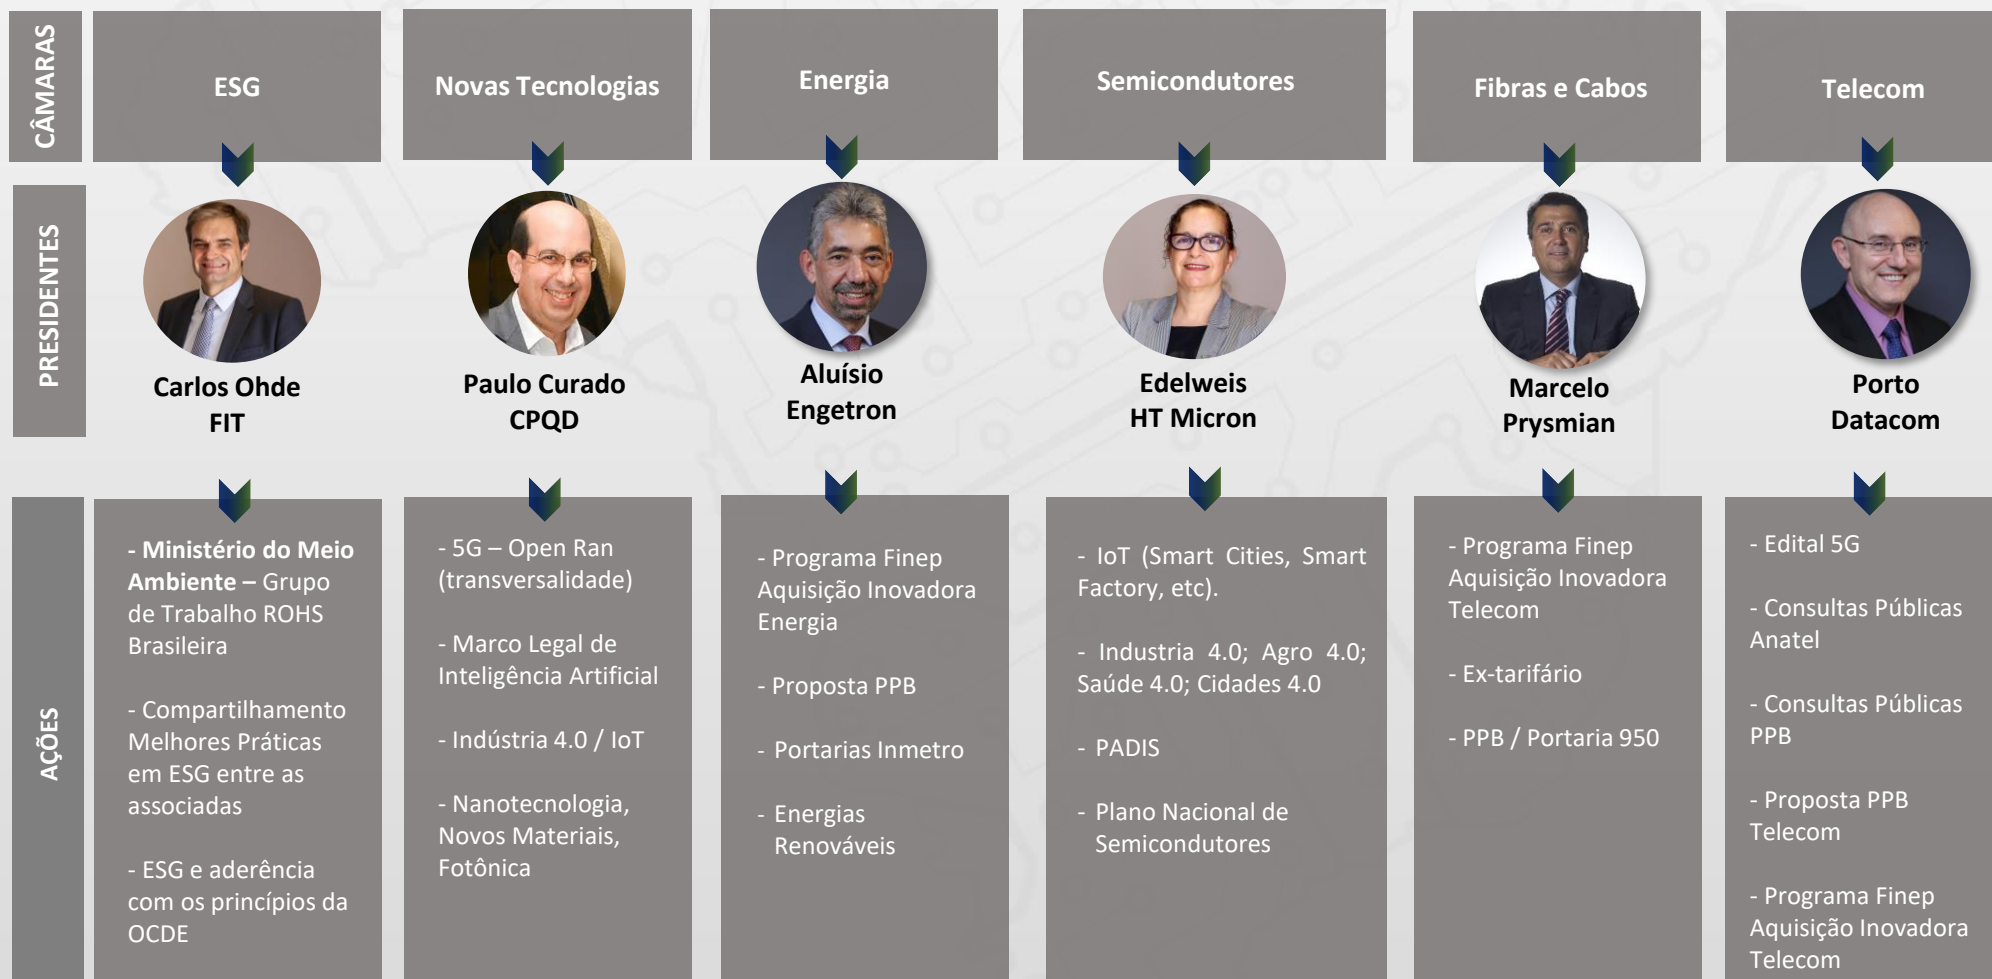 CÂMARAS
ESG
Novas Tecnologias
Energia
Semicondutores
Fibras e Cabos
Telecom
PRESIDENTES
Carlos Ohde
FIT
Paulo Curado
CPQD
Aluísio
Engetron
Edelweis
HT Micron
Marcelo
Prysmian
Porto
Datacom
AÇÕES
- Ministério do Meio
Ambiente – Grupo
de Trabalho ROHS
Brasileira
- Compartilhamento
Melhores Práticas
em ESG entre as
associadas
- ESG e aderência
com os princípios da
OCDE
- 5G – Open Ran
(transversalidade)
- Marco Legal de
Inteligência Artificial
- Indústria 4.0 / IoT
- Nanotecnologia,
Novos Materiais,
Fotônica
- Programa Finep
Aquisição Inovadora
Energia
- Proposta PPB
- Portarias Inmetro
- Energias
Renováveis
- IoT (Smart Cities, Smart
Factory, etc).
- Industria 4.0; Agro 4.0;
Saúde 4.0; Cidades 4.0
- PADIS
- Plano Nacional de
Semicondutores
- Programa Finep
Aquisição Inovadora
Telecom
- Ex-tarifário
- PPB / Portaria 950
- Edital 5G
- Consultas Públicas
Anatel
- Consultas Públicas
PPB
- Proposta PPB
Telecom
- Programa Finep
Aquisição Inovadora
Telecom